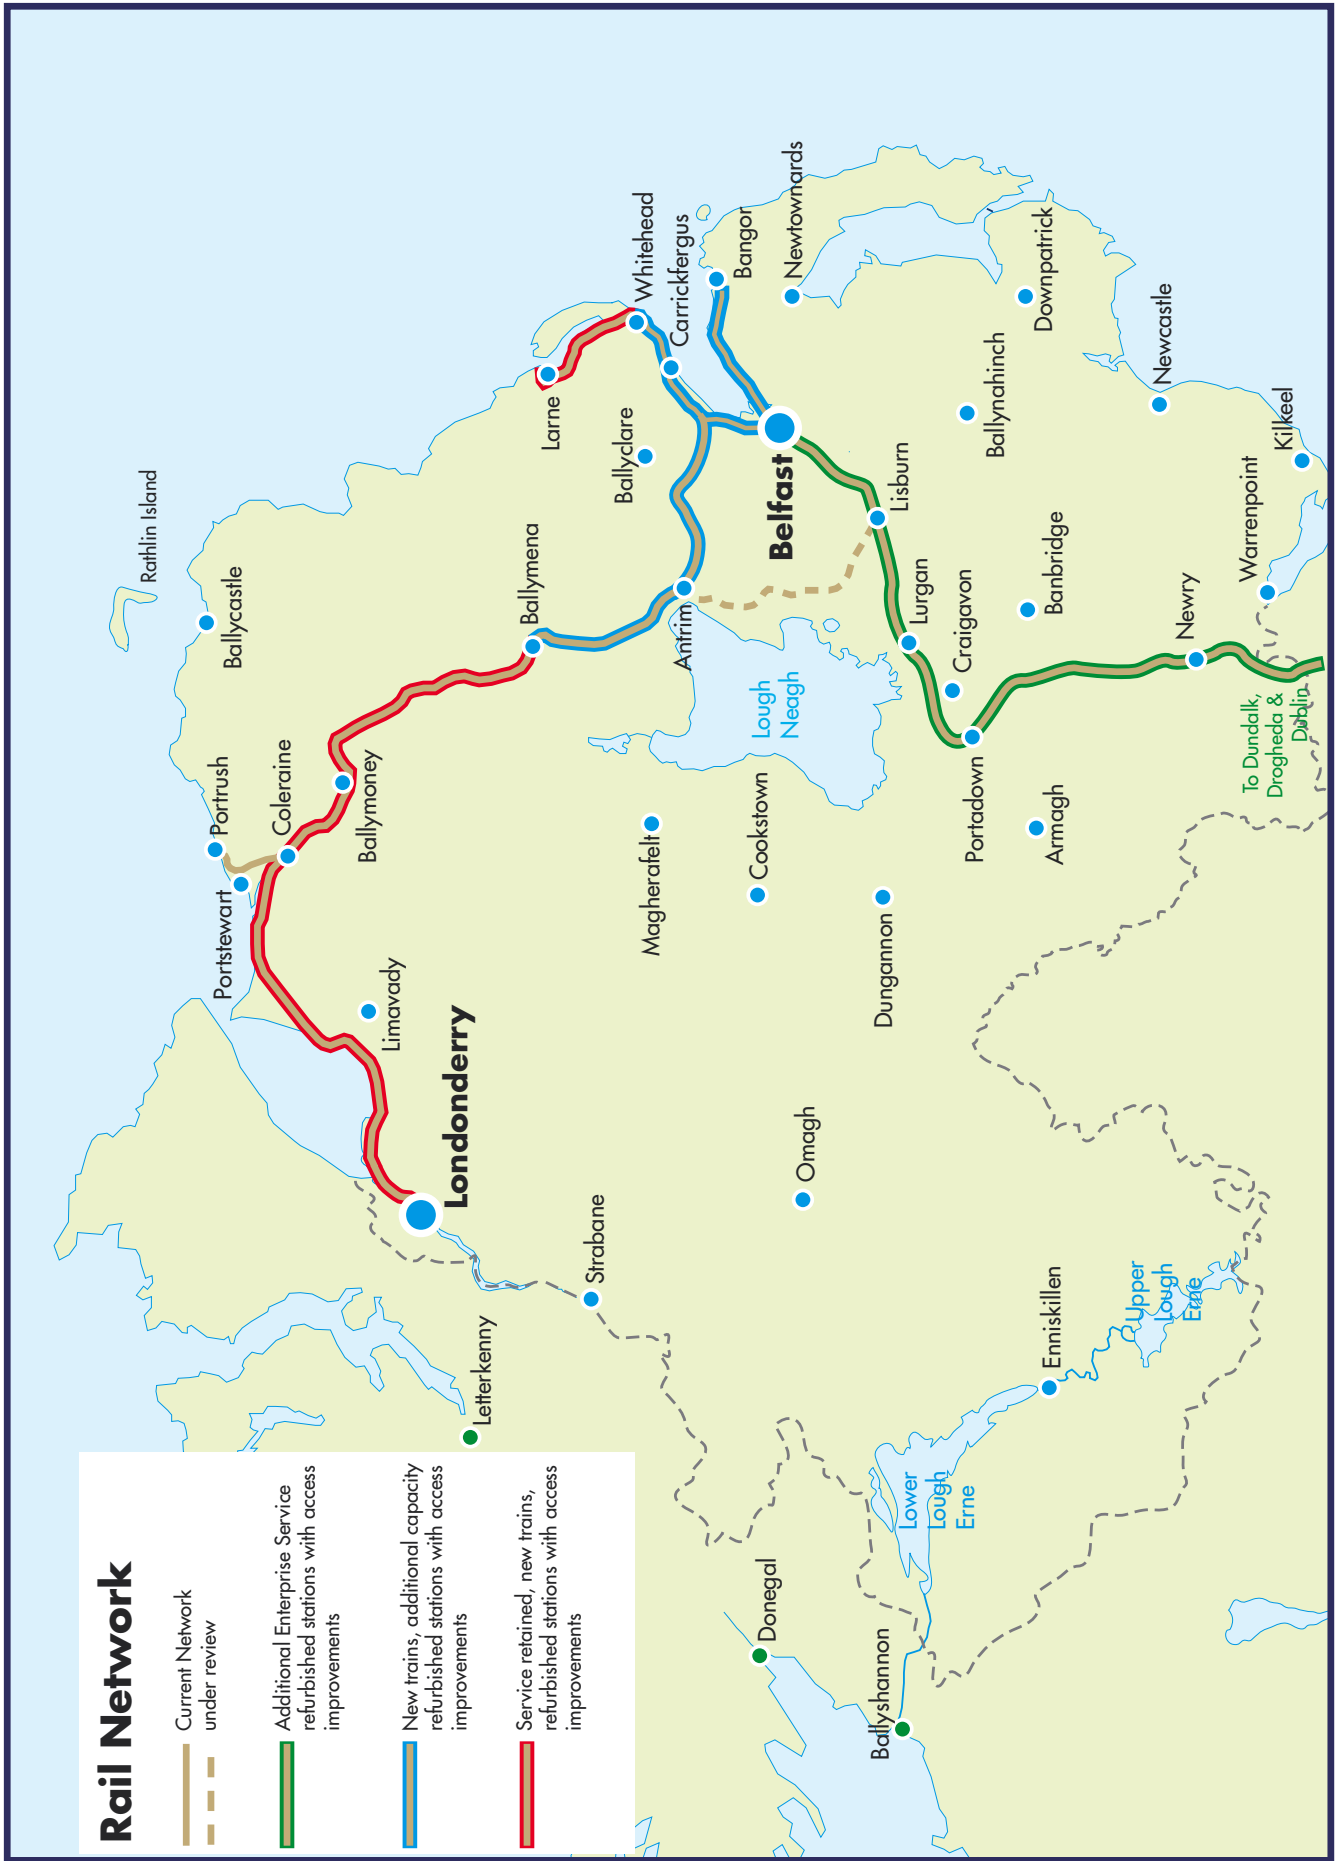 Rail Network
Current Network
under review
Additional Enterprise Service
refurbished stations with access
improvements
New trains, additional capacity
refurbished stations with access
improvements
Service retained, new trains,
refurbished stations with access
improvements
Rathlin Island
Ballycastle
Portrush
Portstewart
Coleraine
Ballymoney
Limavady
Londonderry
Letterkenny
Strabane
Ballymena
Larne
Whitehead
Carrickfergus
Ballyclare
Antrim
Bangor
Newtownards
Belfast
Lough
Neagh
Magherafelt
Cookstown
Omagh
Donegal
Ballyshannon
Lower
Lough
Erne
Dungannon
Lisburn
Lurgan
Craigavon
Portadown
Armagh
Ballynahinch
Downpatrick
Banbridge
Enniskillen
Upper
Lough
Erne
Newcastle
Newry
Warrenpoint
Kilkeel
To Dundalk,
Drogheda &
Dublin